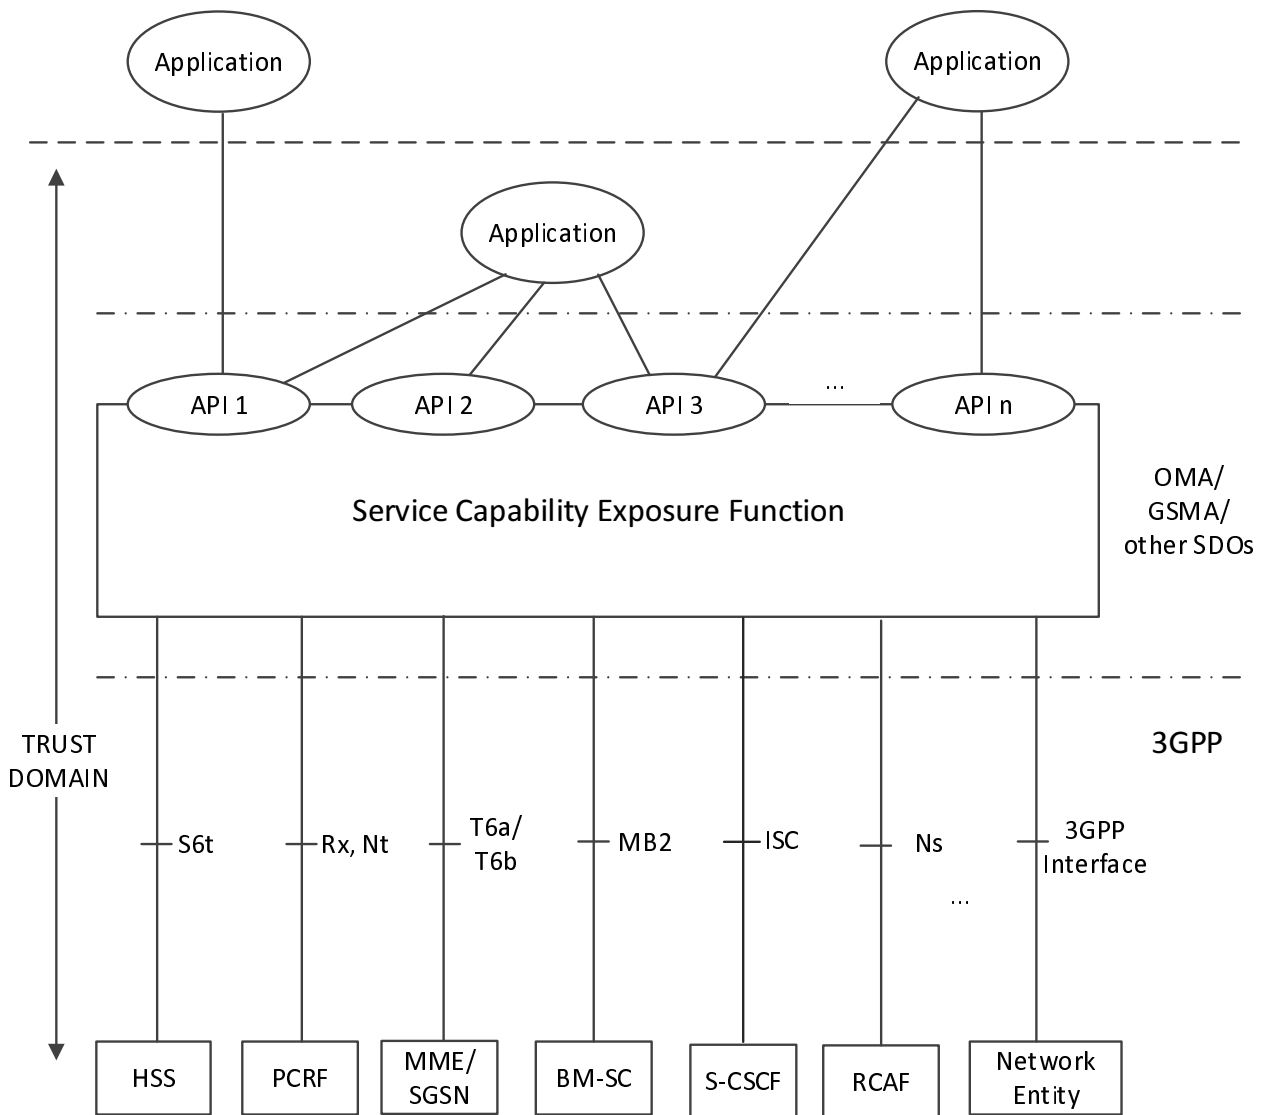 Application
Application
Application
API 1
API 2
API 3
...
API n
Service Capability Exposure Function
OMA/
GSMA/
other SDOs
TRUST
DOMAIN
3GPP
S6t
Rx, Nt
T6a/
T6b
MB2
ISC
Ns
3GPP
Interface
...
HSS
PCRF
MME/
SGSN
BM-SC
S-CSCF
RCAF
Network
Entity